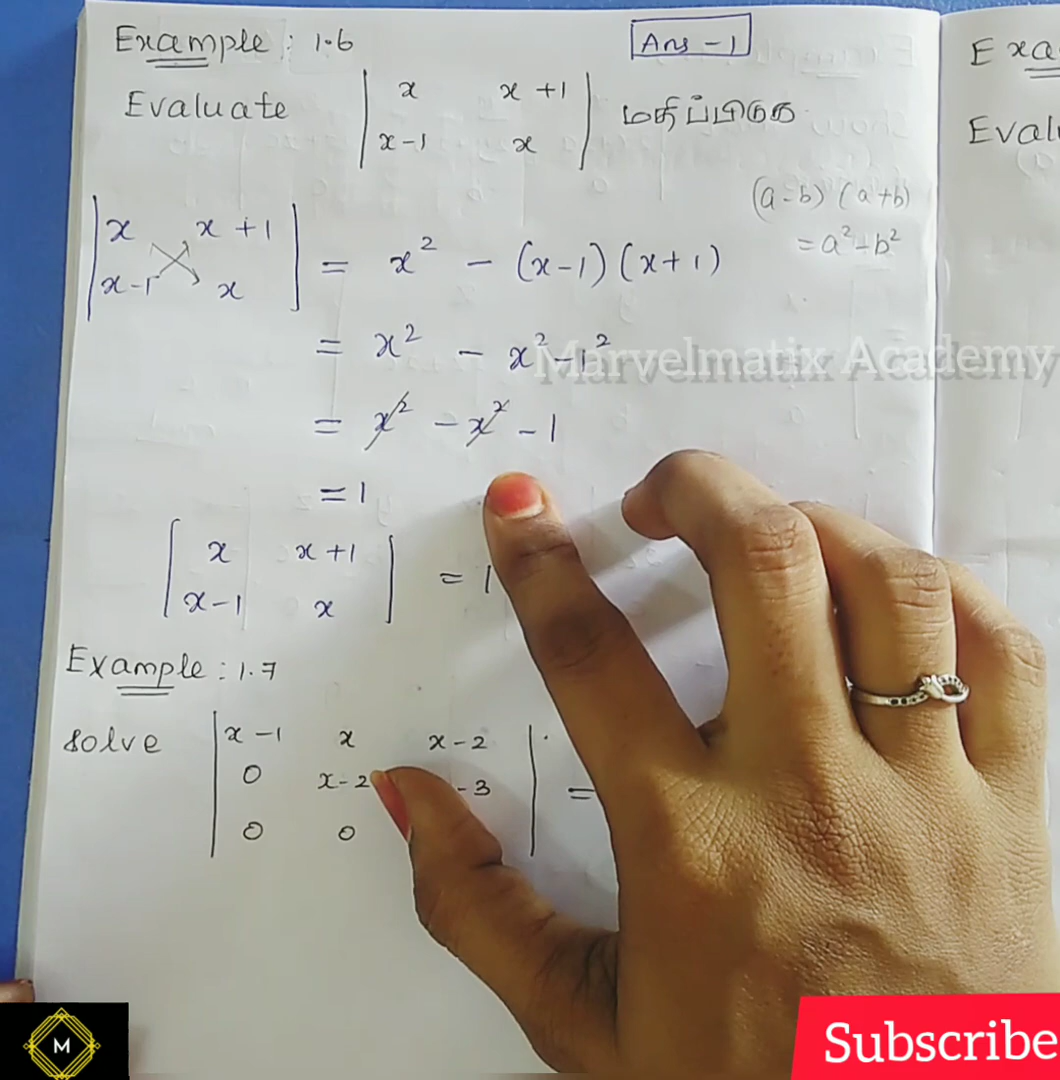 Example : 1.6
Ans - 1
Evaluate | x x + 1 |
| x - 1 x | மதிப்பிடுக
(a - b) (a + b)
= a² - b²
| x x + 1 |
| x - 1 x | = x² - (x - 1) (x + 1)
= x² - x² - 1²
= x² - x² - 1
= 1
[ x x + 1 |
[ x - 1 x | = 1
Example : 1.7
Solve | x - 1 x x - 2 |
| 0 x - 2 - 3 | =
| 0 0
Exa
Eval
Marvelmatix Academy
M
Subscribe